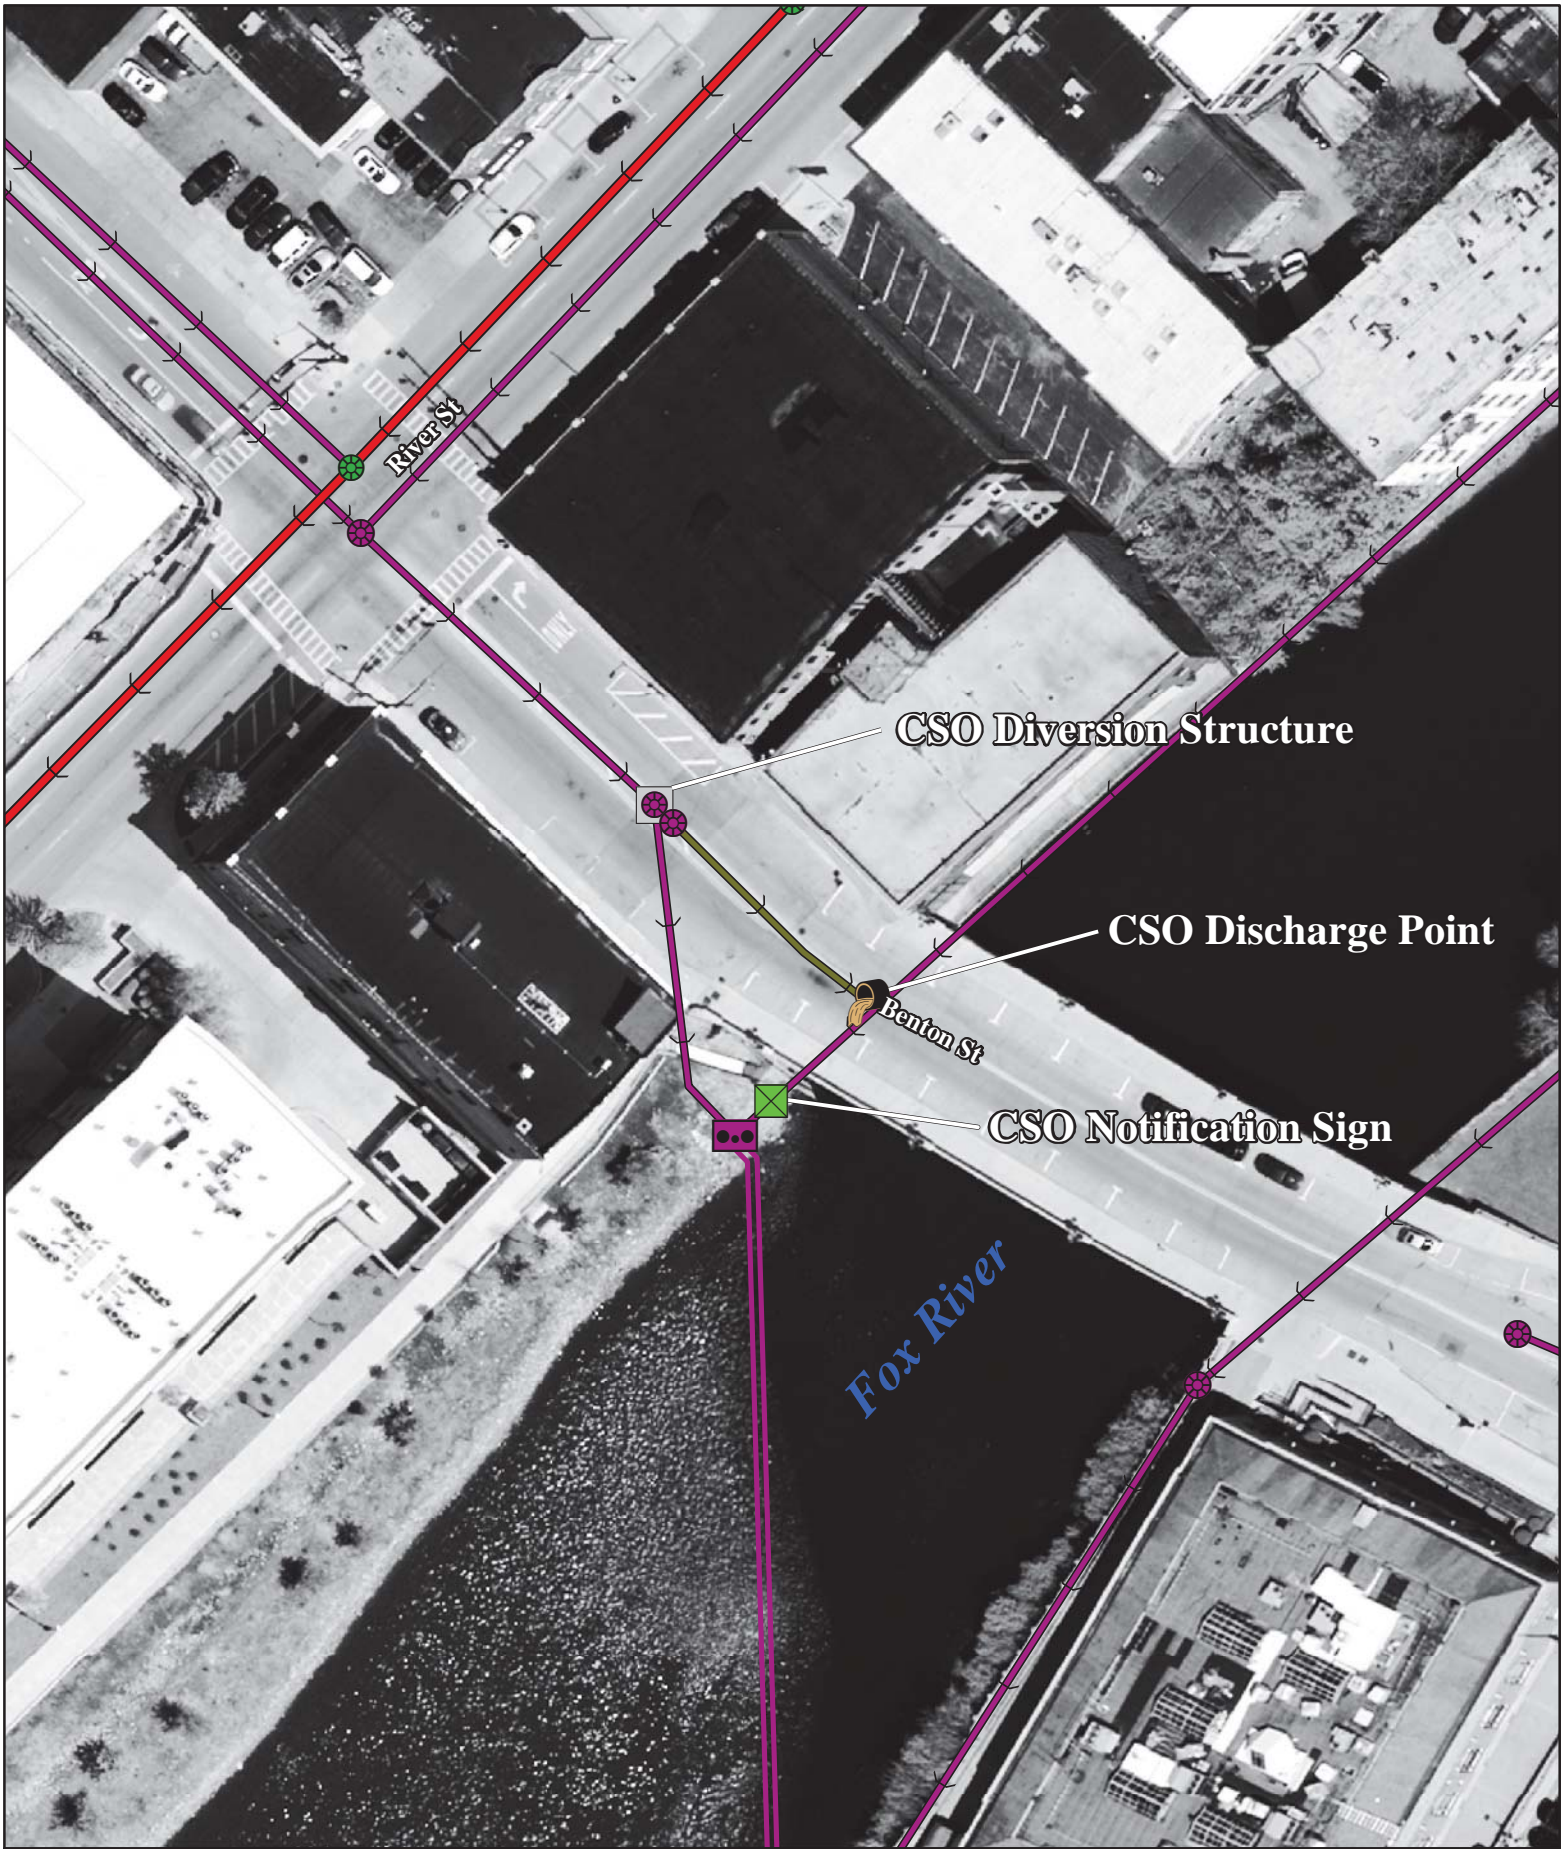 River St
CSO Diversion Structure
CSO Discharge Point
Benton St
CSO Notification Sign
Fox River